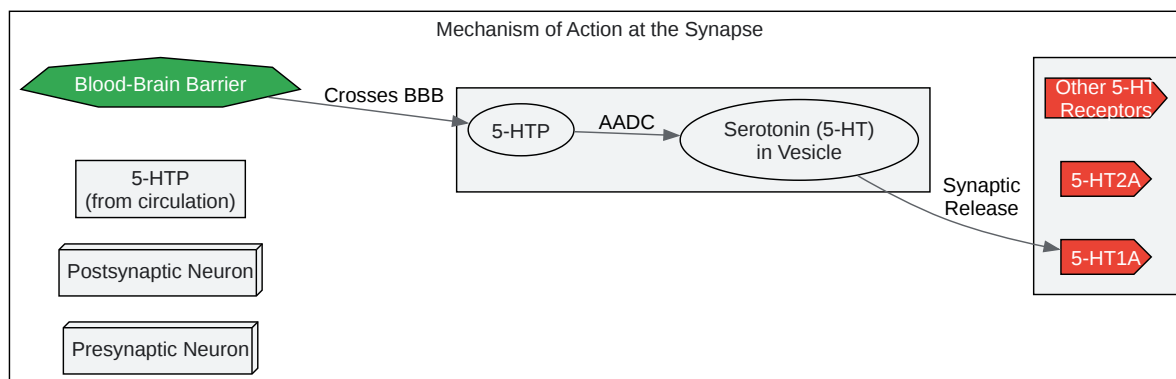 Mechanism of Action at the Synapse
Blood-Brain Barrier
Crosses BBB
5-HTP
AADC
Serotonin (5-HT)
in Vesicle
Synaptic
Release
Other 5-HT
Receptors
5-HT2A
5-HT1A
5-HTP
(from circulation)
Postsynaptic Neuron
Presynaptic Neuron